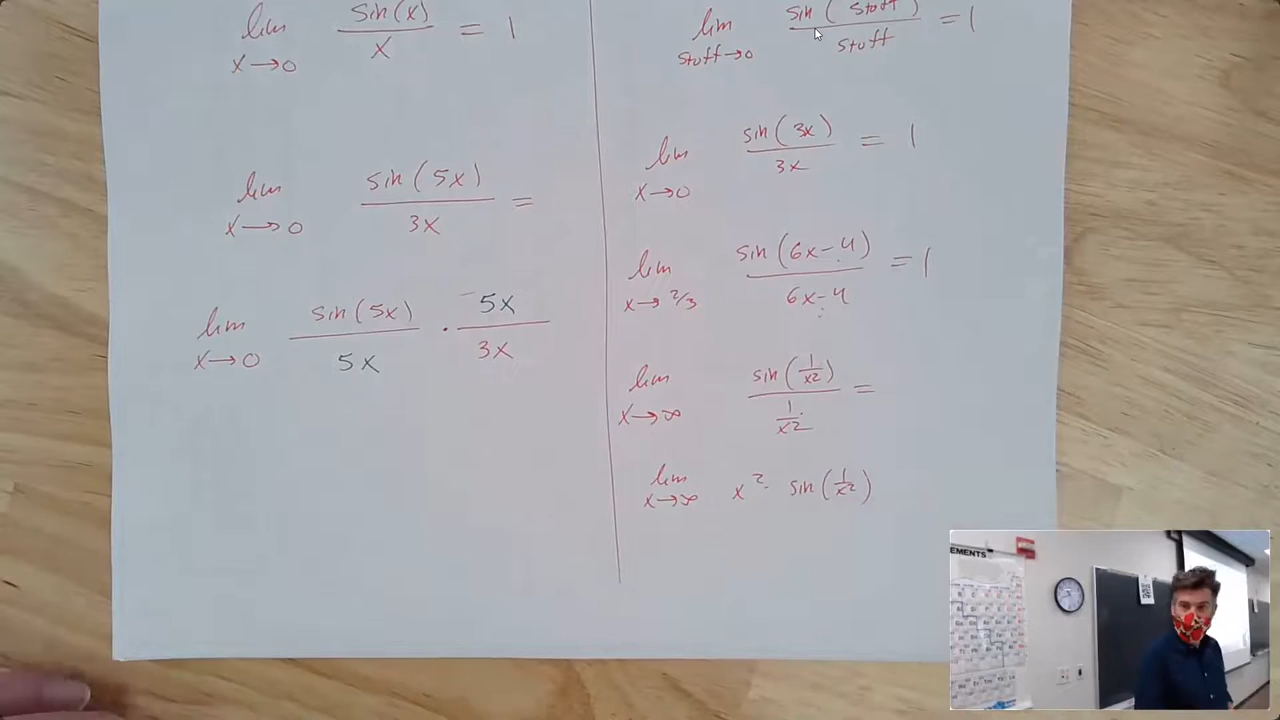 lim sin(x)/x = 1
x→0
lim sin(5x)/3x =
x→0
lim sin(5x)/5x · 5x/3x
x→0
lim sin(stuff)/stuff = 1
stuff→0
lim sin(3x)/3x = 1
x→0
lim sin(6x-4)/6x-4 = 1
x→2/3
lim sin(1/x2)/1/x2 =
x→∞
lim x2· sin(1/x2)
x→∞
EMENTS